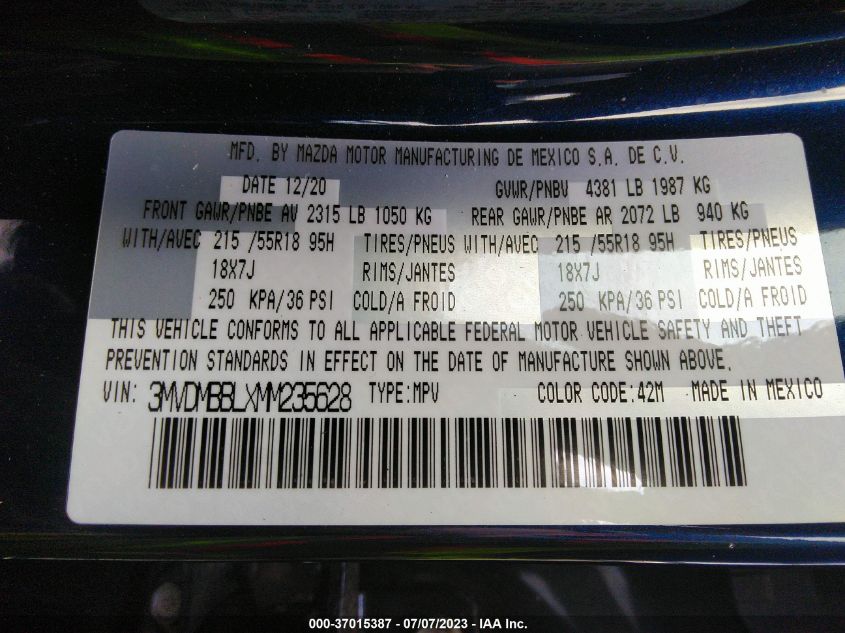 MFD. BY MAZDA MOTOR MANUFACTURING DE MEXICO S.A. DE C.V.
DATE 12/20 GVWR/PNBV 4381 LB 1987 KG
FRONT GAWR/PNBE AV 2315 LB 1050 KG REAR GAWR/PNBE AR 2072 LB 940 KG
WITH/AVEC 215 /55R18 95H TIRES/PNEUS WITH/AVEC 215 /55R18 95H TIRES/PNEUS
18X7J RIMS/JANTES 18X7J RIMS/JANTES
250 KPA/36 PSI COLD/A FROID 250 KPA/36 PSI COLD/A FROID
THIS VEHICLE CONFORMS TO ALL APPLICABLE FEDERAL MOTOR VEHICLE SAFETY AND THEFT
PREVENTION STANDARDS IN EFFECT ON THE DATE OF MANUFACTURE SHOWN ABOVE.
VIN: 3MVDMBBLXMM235628 TYPE:MPV COLOR CODE:42M MADE IN MEXICO
000-37015387 - 07/07/2023 - IAA Inc.